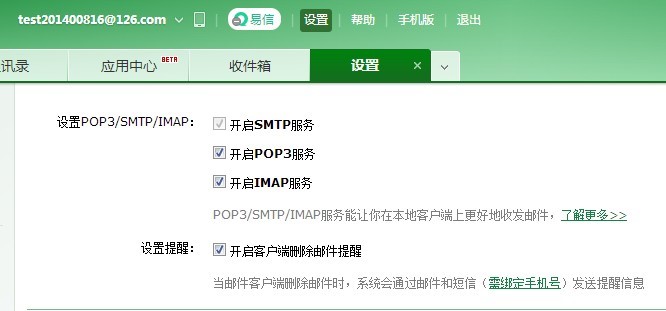 test201400816@126.com 易信 设置 帮助 手机版 退出
讯录 应用中心 BETA 收件箱 设置 ×
设置POP3/SMTP/IMAP： 开启SMTP服务
开启POP3服务
开启IMAP服务
POP3/SMTP/IMAP服务能让你在本地客户端上更好地收发邮件，了解更多>>
设置提醒： 开启客户端删除邮件提醒
当邮件客户端删除邮件时，系统会通过邮件和短信（需绑定手机号）发送提醒信息